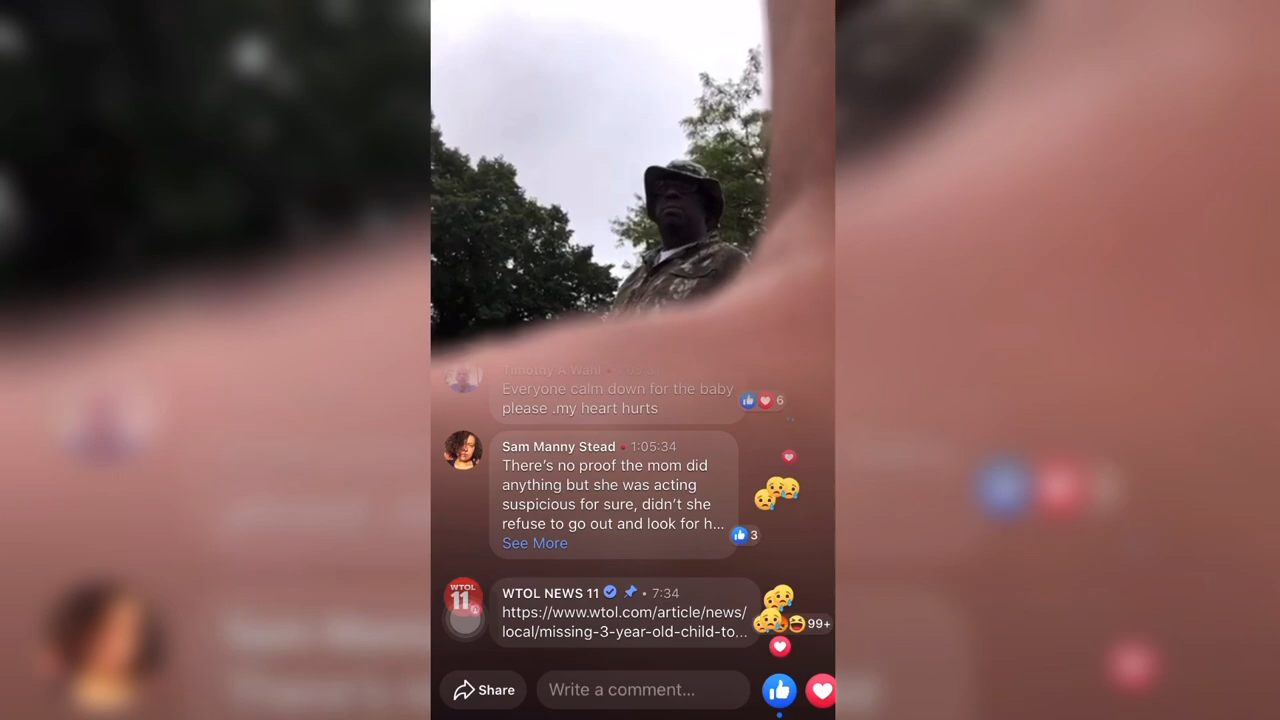 Timothy A Wahl
Everyone calm down for the baby
please .my heart hurts
6
Sam Manny Stead • 1:05:34
There's no proof the mom did
anything but she was acting
suspicious for sure, didn't she
refuse to go out and look for h...
See More
3
WTOL
11
WTOL NEWS 11 • 7:34
https://www.wtol.com/article/news/
local/missing-3-year-old-child-to...
99+
Share
Write a comment...